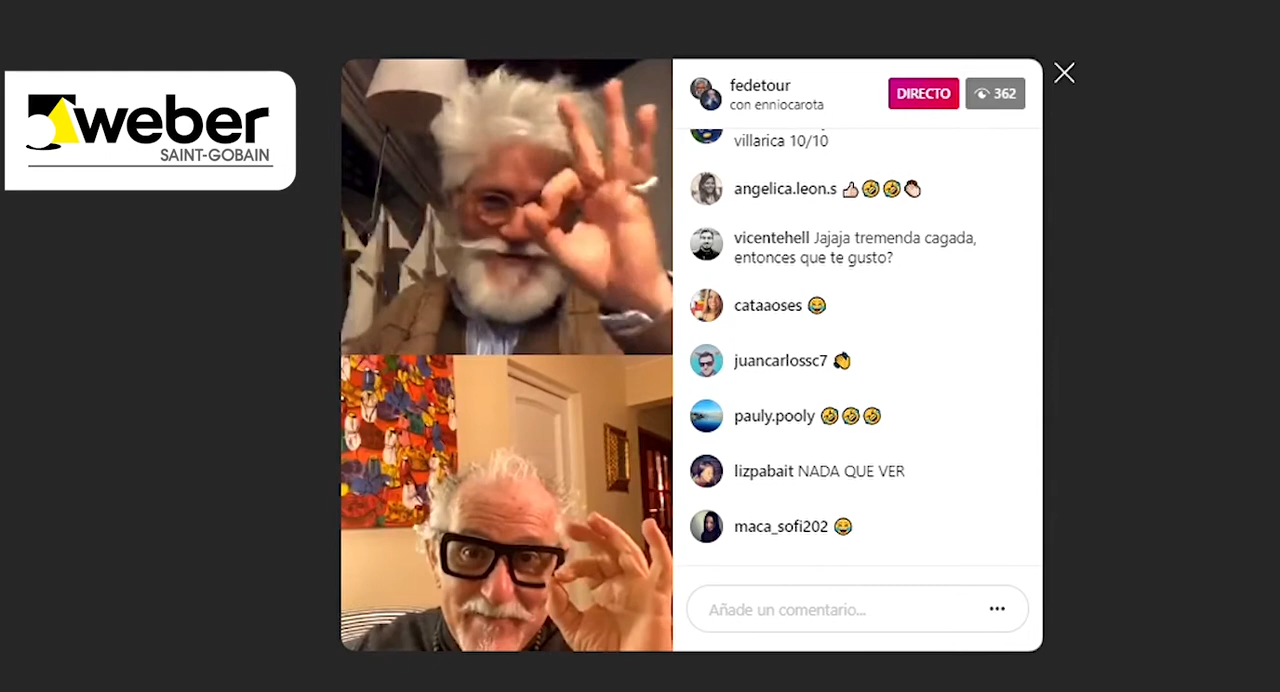 weber
SAINT-GOBAIN
fedetour
con enniocarota
DIRECTO
362
villarica 10/10
angelica.leon.s 👍🤣🤣👏
vicentehell Jajaja tremenda cagada,
entonces que te gusto?
cataaoses 😂
juancarlossc7 👏
pauly.pooly 🤣🤣🤣
lizpabait NADA QUE VER
maca_sofi202 😂
Añade un comentario...